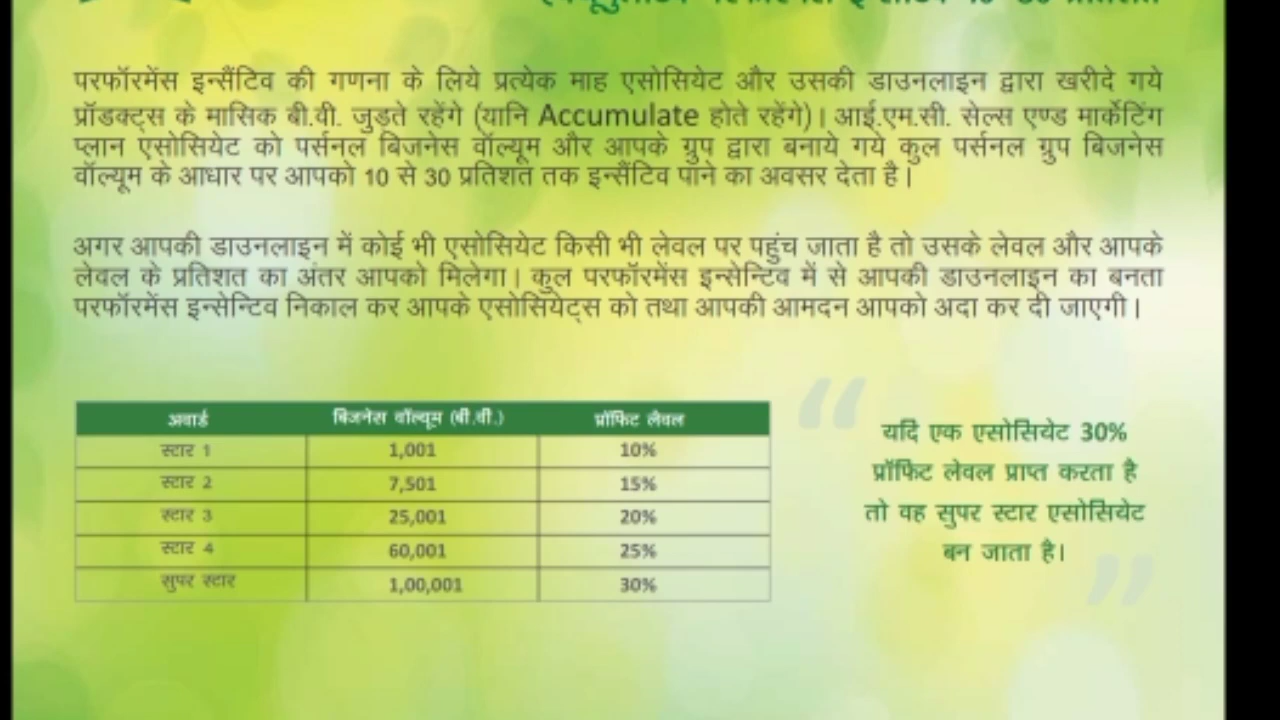 परफॉरमेंस इन्सैंटिव की गणना के लिये प्रत्येक माह एसोसियेट और उसकी डाउनलाइन द्वारा खरीदे गये
प्रॉडक्ट्स के मासिक बी.वी. जुड़ते रहेंगे (यानि Accumulate होते रहेंगे)। आई.एम.सी. सेल्स एण्ड मार्केटिंग
प्लान एसोसियेट को पर्सनल बिजनेस वॉल्यूम और आपके ग्रुप द्वारा बनाये गये कुल पर्सनल ग्रुप बिजनेस
वॉल्यूम के आधार पर आपको 10 से 30 प्रतिशत तक इन्सैंटिव पाने का अवसर देता है।
अगर आपकी डाउनलाइन में कोई भी एसोसियेट किसी भी लेवल पर पहुंच जाता है तो उसके लेवल और आपके
लेवल के प्रतिशत का अंतर आपको मिलेगा। कुल परफॉरमेंस इन्सेन्टिव में से आपकी डाउनलाइन का बनता
परफॉरमेंस इन्सेन्टिव निकाल कर आपके एसोसियेट्स को तथा आपकी आमदन आपको अदा कर दी जाएगी।
अवार्ड बिजनेस वॉल्यूम (बी.वी.) प्रॉफिट लेवल
स्टार 1 1,001 10%
स्टार 2 7,501 15%
स्टार 3 25,001 20%
स्टार 4 60,001 25%
सुपर स्टार 1,00,001 30%
“ यदि एक एसोसियेट 30%
प्रॉफिट लेवल प्राप्त करता है
तो वह सुपर स्टार एसोसियेट
बन जाता है। ”